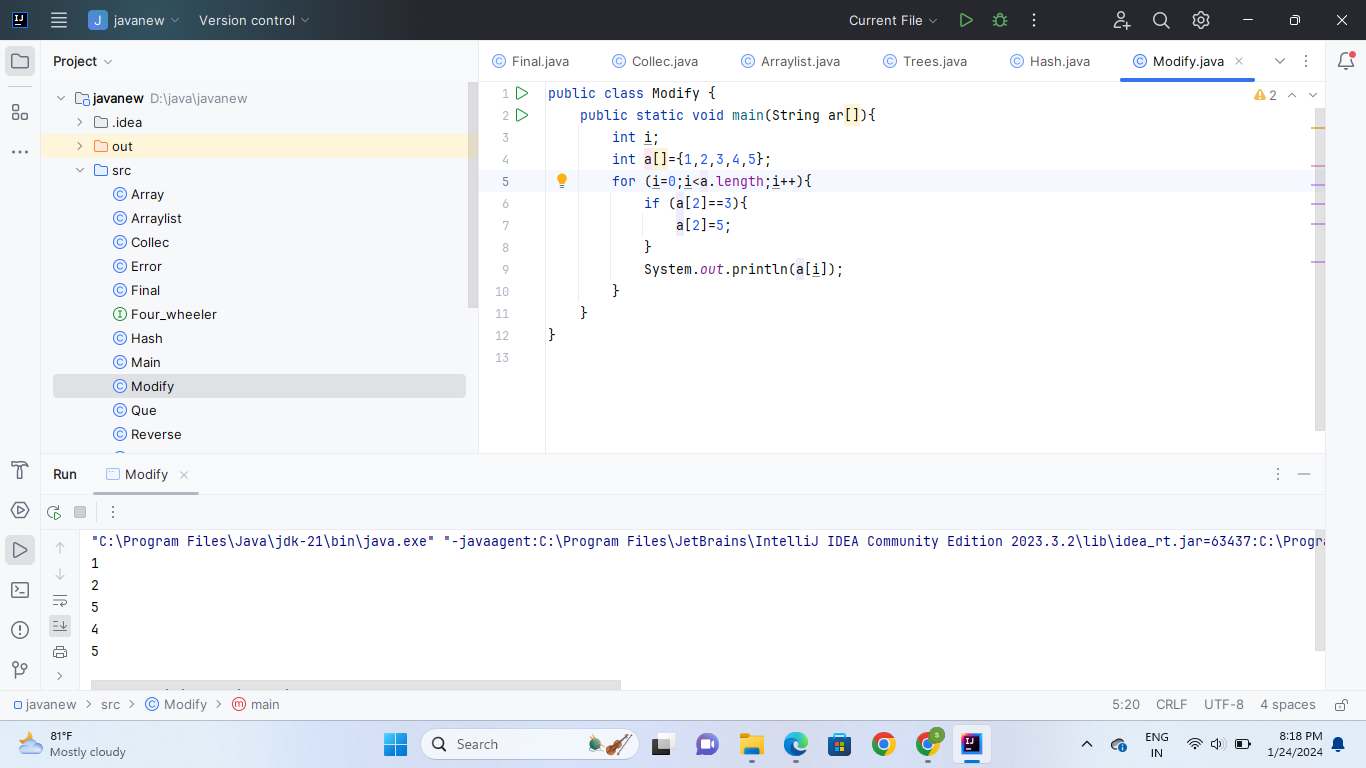 J javanew Version control Current File
Project
Final.java Collec.java Arraylist.java Trees.java Hash.java Modify.java
javanew D:\java\javanew
.idea
out
src
Array
Arraylist
Collec
Error
Final
Four_wheeler
Hash
Main
Modify
Que
Reverse
1 public class Modify {
2 public static void main(String ar[]){
3 int i;
4 int a[]={1,2,3,4,5};
5 for (i=0;i<a.length;i++){
6 if (a[2]==3){
7 a[2]=5;
8 }
9 System.out.println(a[i]);
10 }
11 }
12 }
13
2
Run Modify
"C:\Program Files\Java\jdk-21\bin\java.exe" "-javaagent:C:\Program Files\JetBrains\IntelliJ IDEA Community Edition 2023.3.2\lib\idea_rt.jar=63437:C:\Progr
1
2
5
4
5
javanew > src > Modify > main 5:20 CRLF UTF-8 4 spaces
81°F
Mostly cloudy
Search
ENG
IN
8:18 PM
1/24/2024